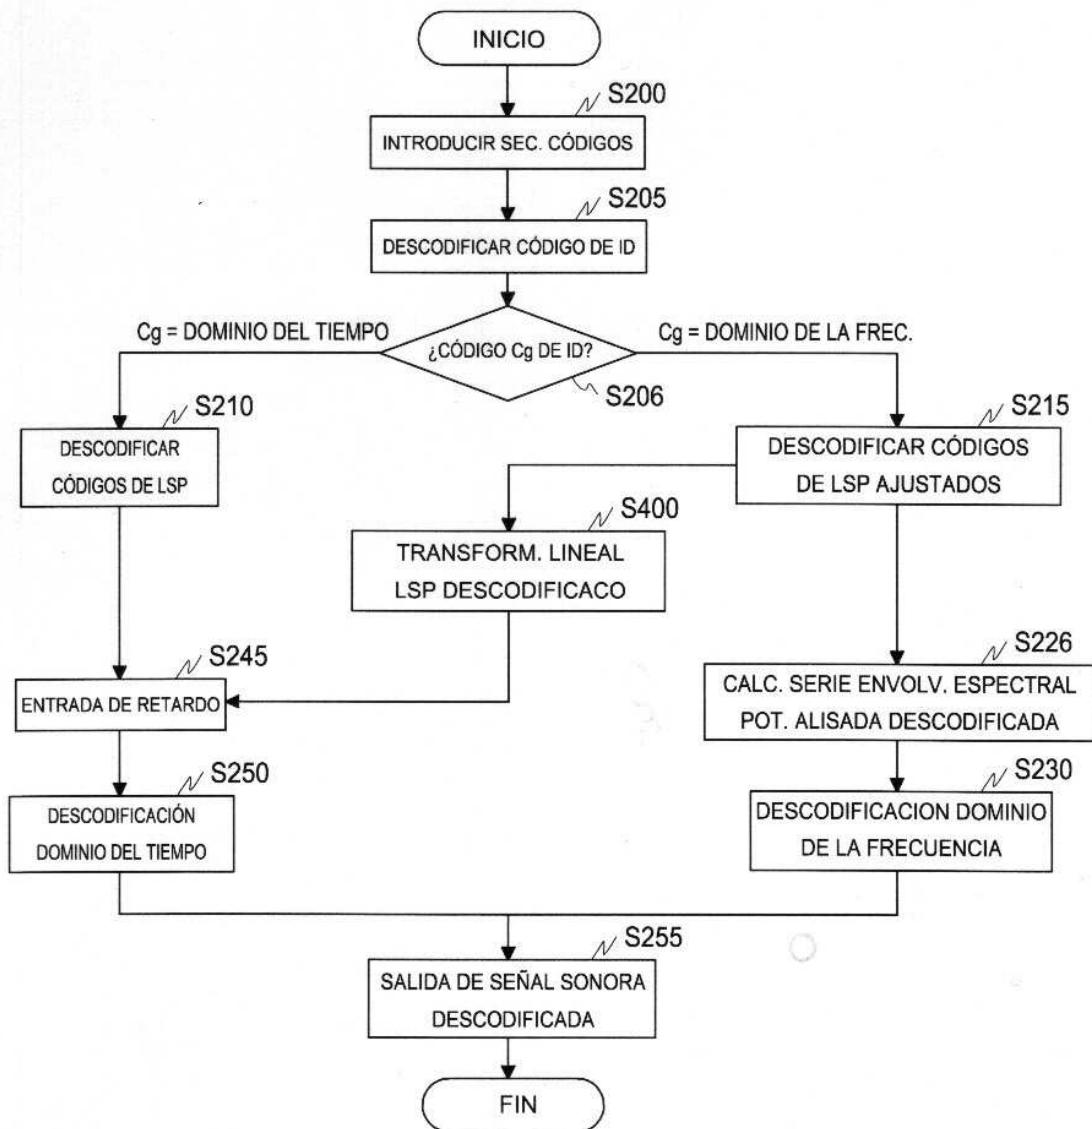 INICIO
S200
INTRODUCIR SEC. CÓDIGOS
S205
DESCODIFICAR CÓDIGO DE ID
Cg = DOMINIO DEL TIEMPO
¿CÓDIGO Cg DE ID?
Cg = DOMINIO DE LA FREC.
S206
S210
DESCODIFICAR
CÓDIGOS DE LSP
S215
DESCODIFICAR CÓDIGOS
DE LSP AJUSTADOS
S400
TRANSFORM. LINEAL
LSP DESCODIFICACO
S245
ENTRADA DE RETARDO
S226
CALC. SERIE ENVOLV. ESPECTRAL
POT. ALISADA DESCODIFICADA
S250
DESCODIFICACIÓN
DOMINIO DEL TIEMPO
S230
DESCODIFICACION DOMINIO
DE LA FRECUENCIA
S255
SALIDA DE SEÑAL SONORA
DESCODIFICADA
FIN